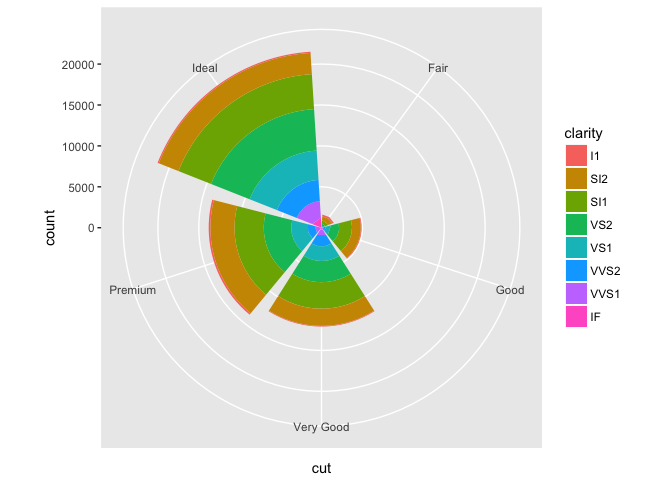 Ideal
Fair
20000
15000
10000
5000
0
count
Premium
Good
Very Good
cut
clarity
I1
SI2
SI1
VS2
VS1
VVS2
VVS1
IF